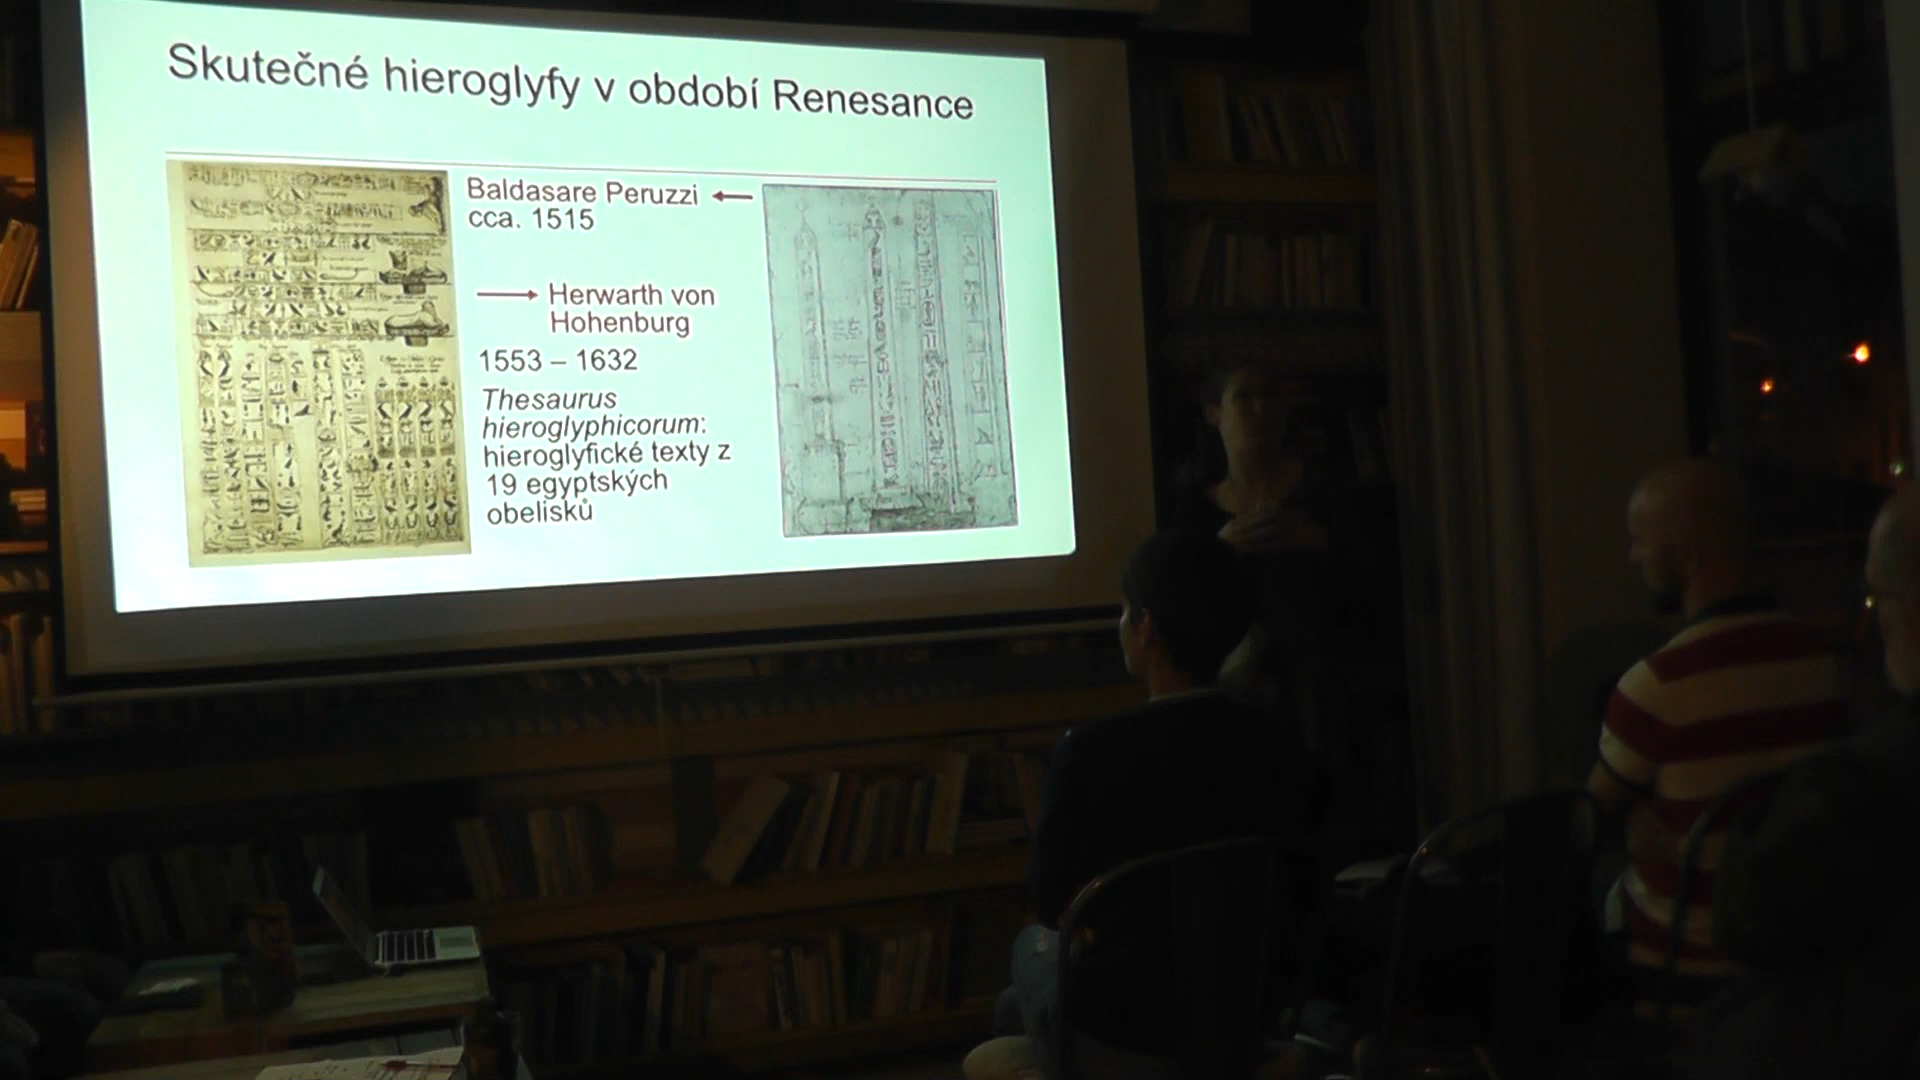 Skutečné hieroglyfy v období Renesance
Baldasare Peruzzi
cca. 1515
Herwarth von
Hohenburg
1553 – 1632
Thesaurus
hieroglyphicorum:
hieroglyfické texty z
19 egyptských
obelisků